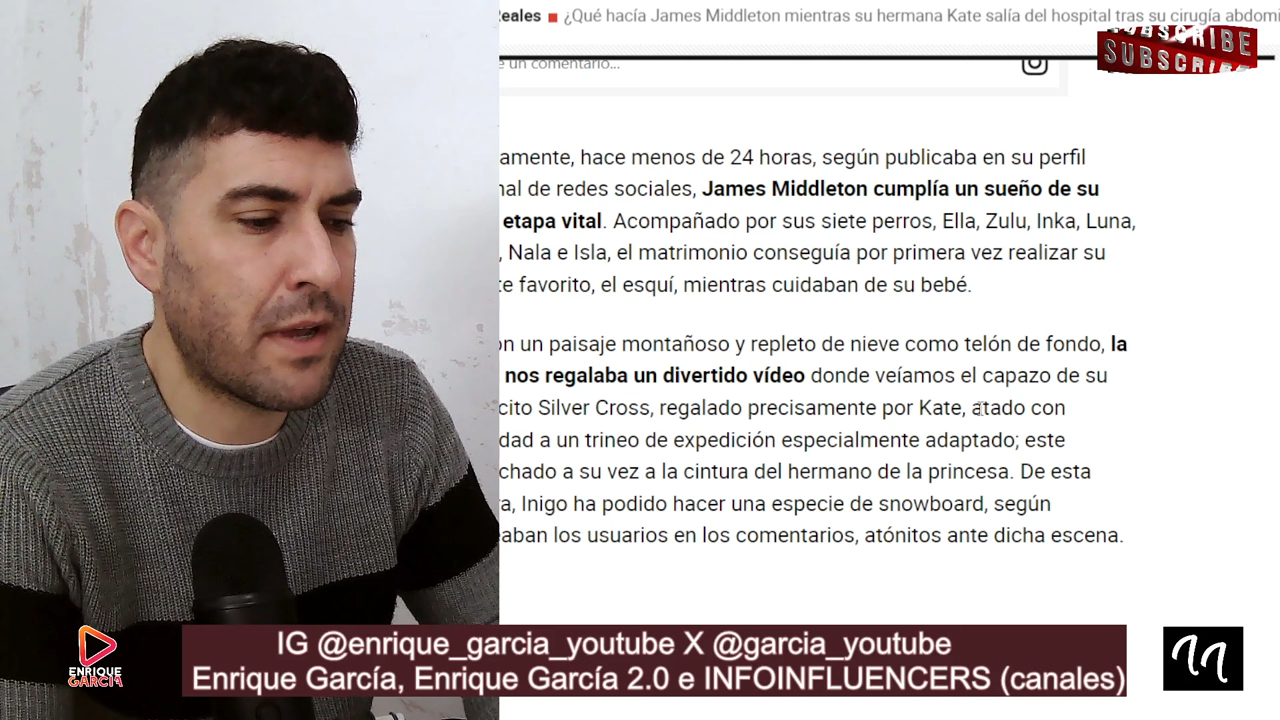 eales ■ ¿Qué hacía James Middleton mientras su hermana Kate salía del hospital tras su cirugía abdomi
SUBSCRIBE
SUBSCRIBE
e un comentario...
amente, hace menos de 24 horas, según publicaba en su perfil
nal de redes sociales, James Middleton cumplía un sueño de su
etapa vital. Acompañado por sus siete perros, Ella, Zulu, Inka, Luna,
, Nala e Isla, el matrimonio conseguía por primera vez realizar su
te favorito, el esquí, mientras cuidaban de su bebé.
on un paisaje montañoso y repleto de nieve como telón de fondo, la
nos regalaba un divertido vídeo donde veíamos el capazo de su
cito Silver Cross, regalado precisamente por Kate, atado con
dad a un trineo de expedición especialmente adaptado; este
chado a su vez a la cintura del hermano de la princesa. De esta
a, Inigo ha podido hacer una especie de snowboard, según
eaban los usuarios en los comentarios, atónitos ante dicha escena.
IG @enrique_garcia_youtube X @garcia_youtube
Enrique García, Enrique García 2.0 e INFOINFLUENCERS (canales)
ENRIQUE
GARCÍA